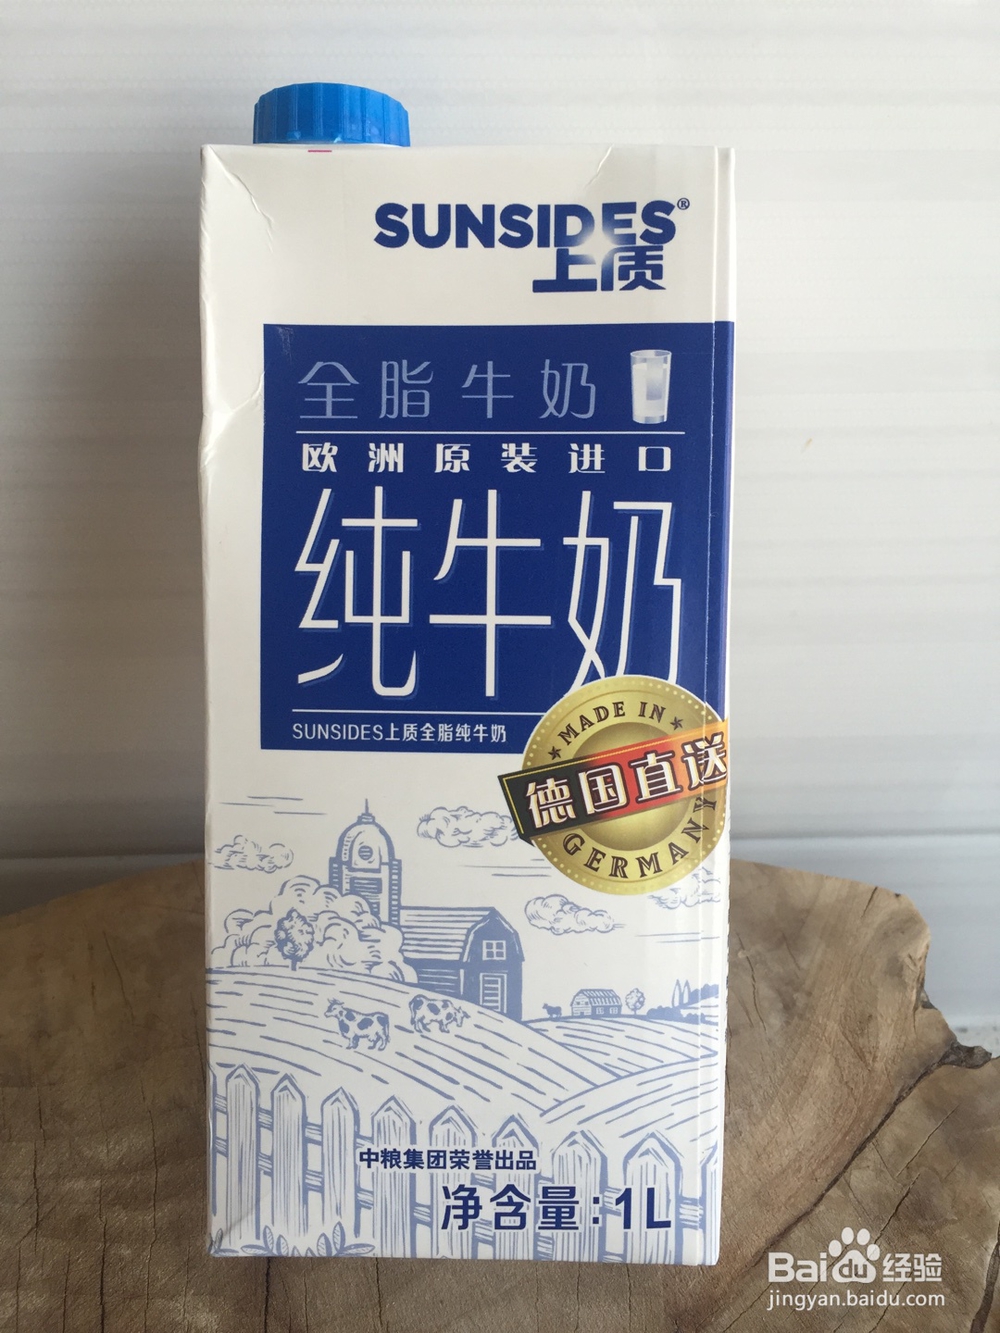 SUNSIDES®
上质
全脂牛奶
欧洲原装进口
纯牛奶
SUNSIDES上质全脂纯牛奶
MADE IN
德国直送
GERMANY
中粮集团荣誉出品
净含量:1L
Baidu经验
jingyan.baidu.com